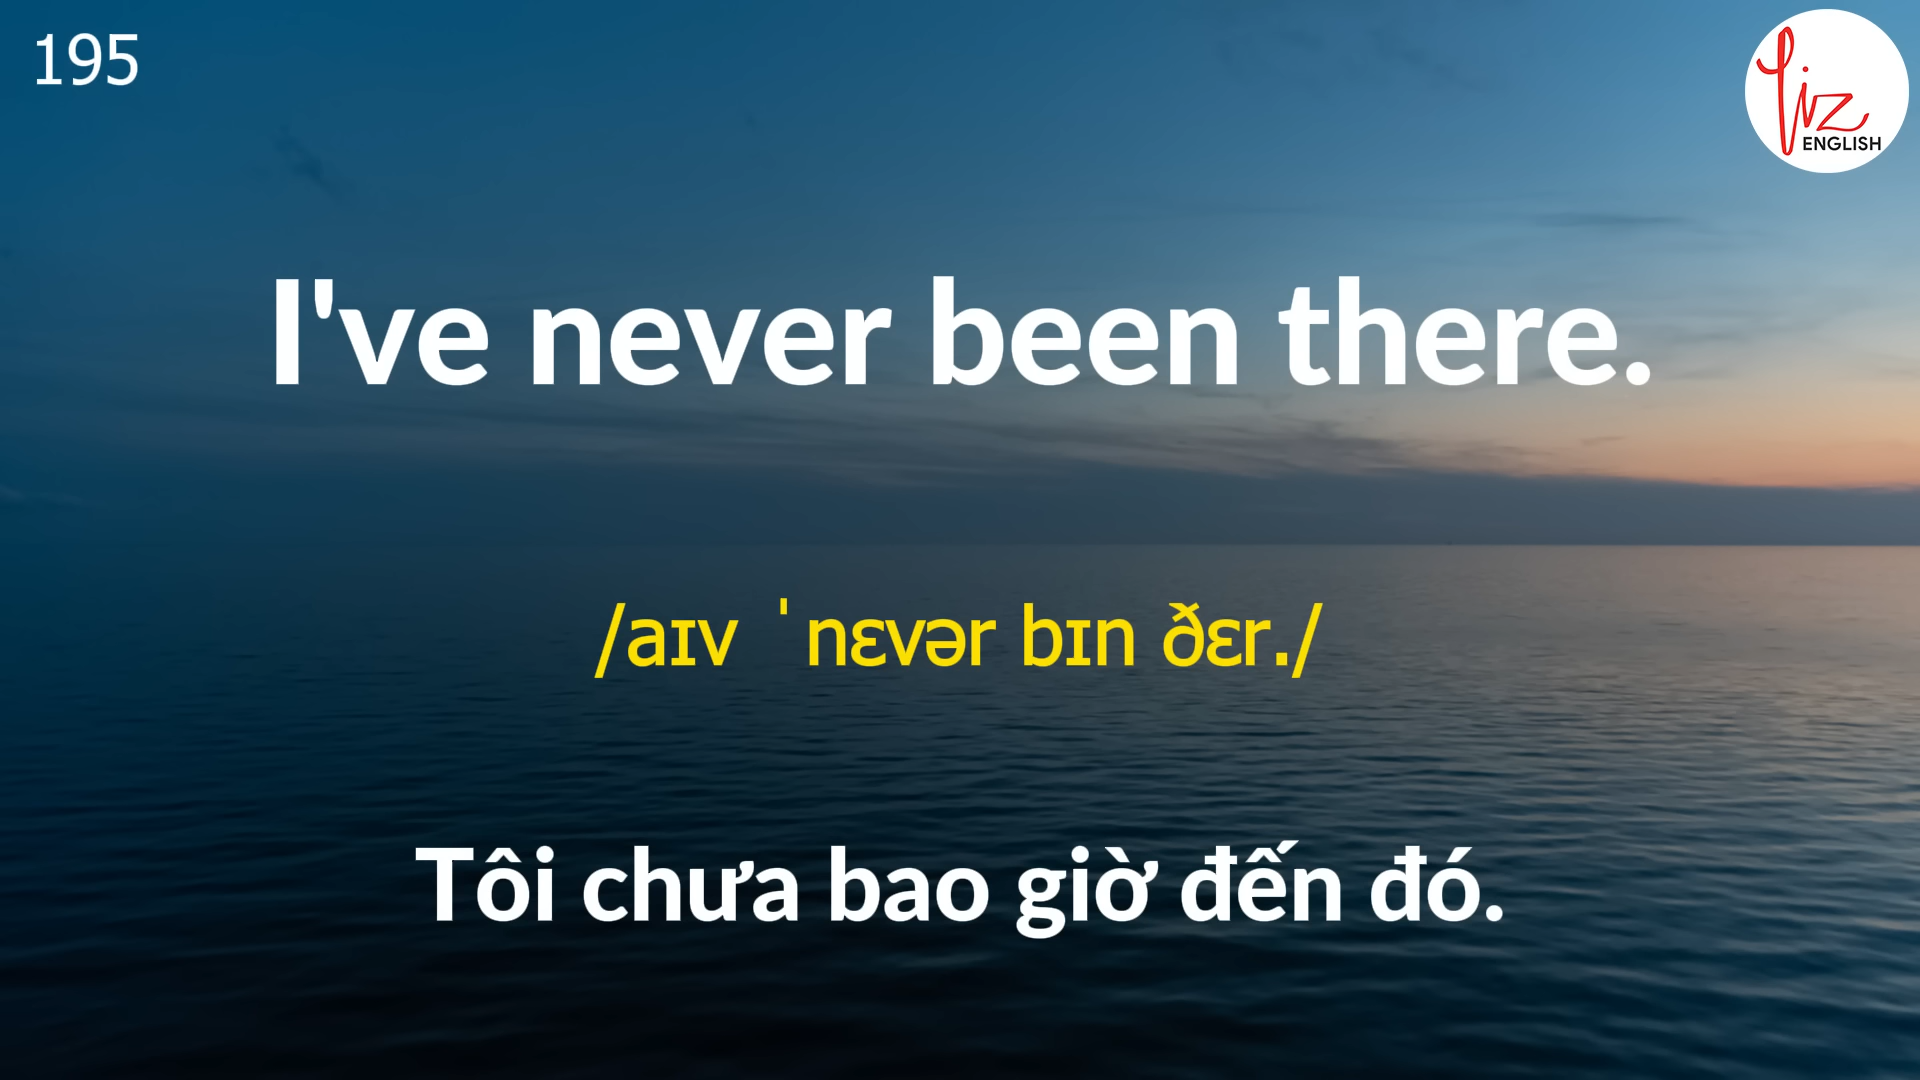 195
Liz
ENGLISH
I've never been there.
/aɪv ˈnɛvər bɪn ðɛr./
Tôi chưa bao giờ đến đó.